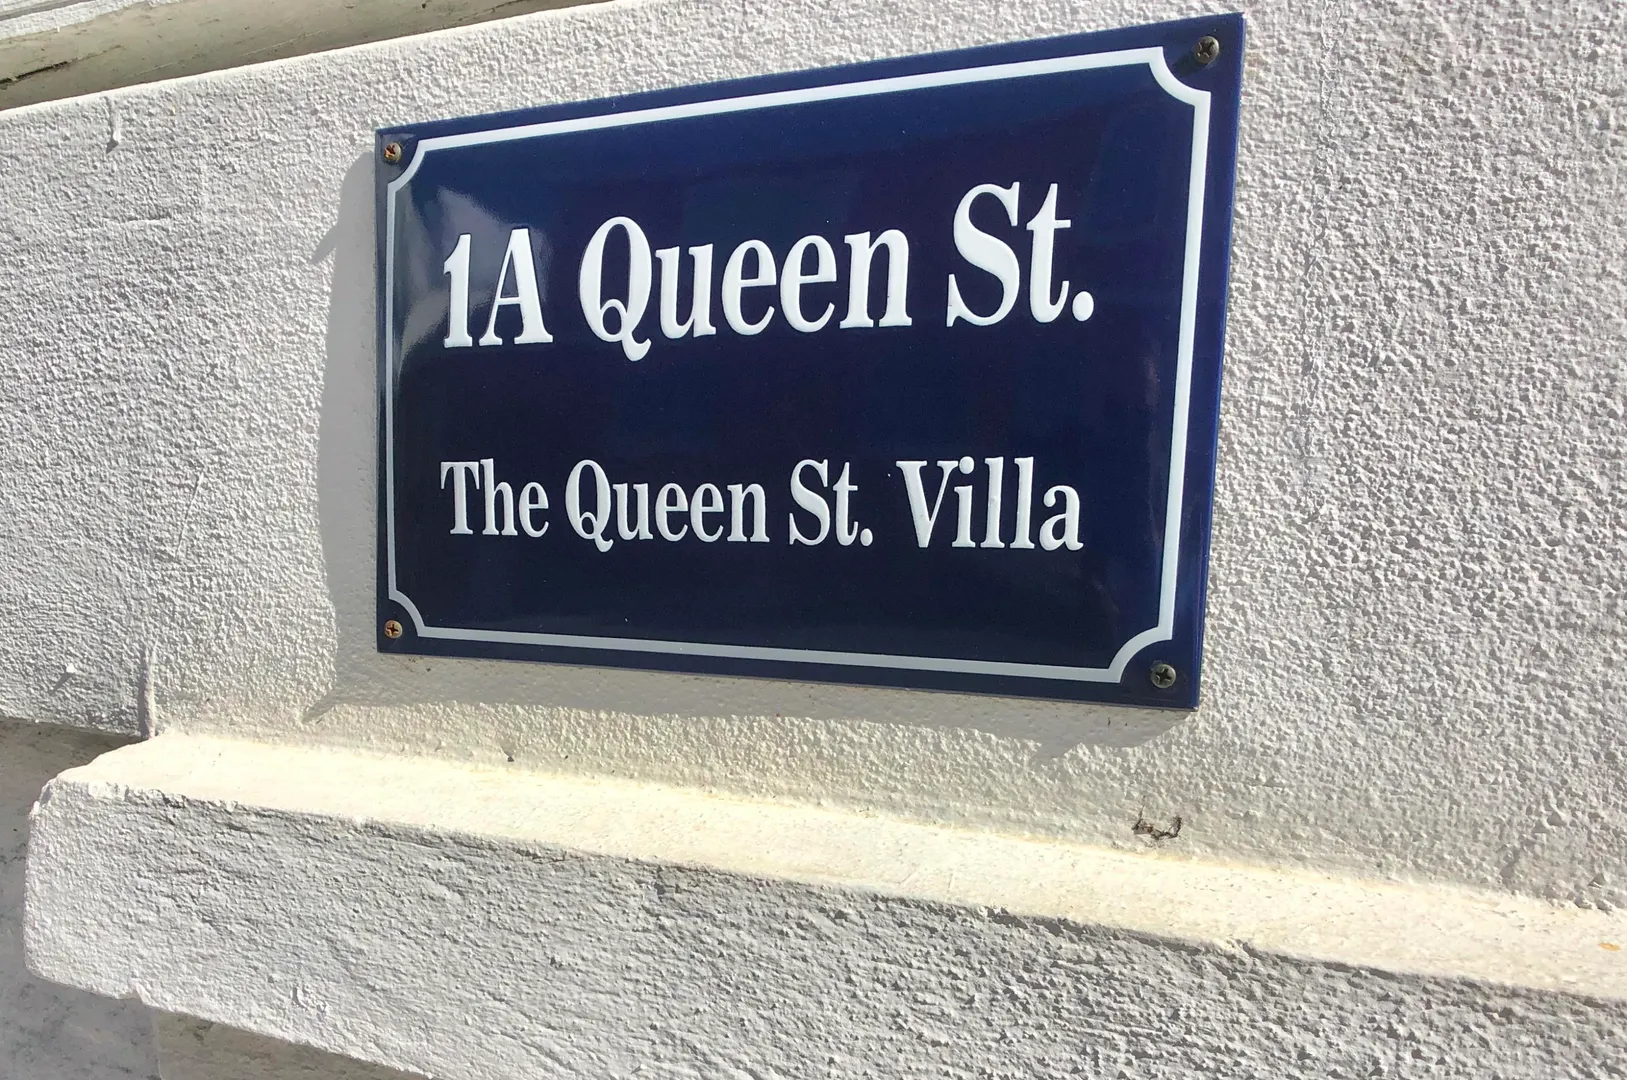 1A Queen St.
The Queen St. Villa